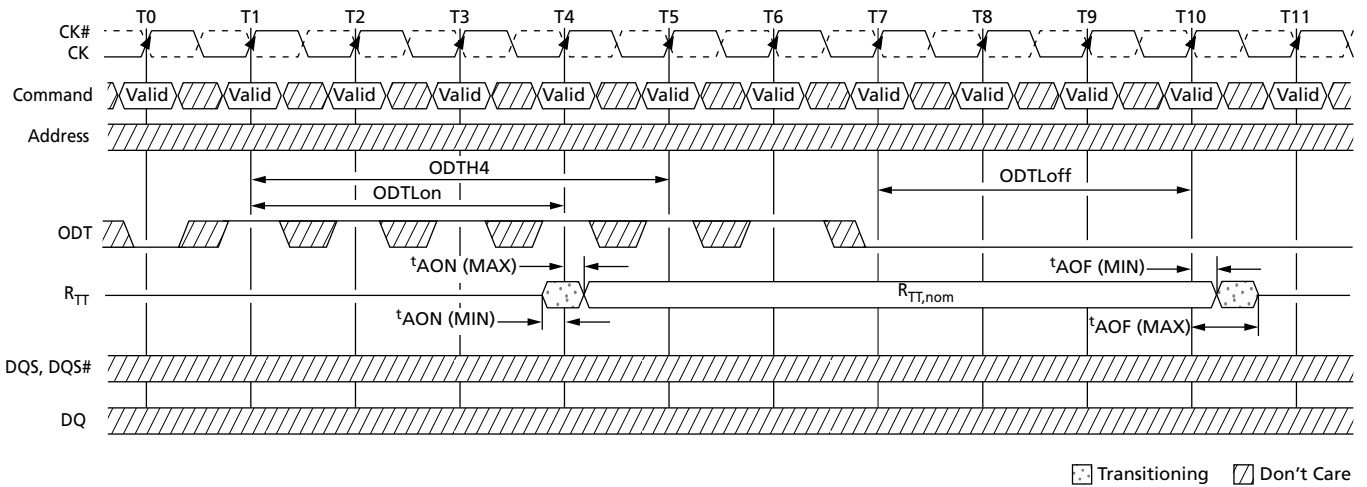 T0 T1 T2 T3 T4 T5 T6 T7 T8 T9 T10 T11
CK#
CK
Command Valid Valid Valid Valid Valid Valid Valid Valid Valid Valid Valid Valid
Address
ODTH4
ODTLon
ODTLoff
ODT
tAON (MAX)
tAOF (MIN)
RTT
RTT,nom
tAON (MIN)
tAOF (MAX)
DQS, DQS#
DQ
Transitioning Don't Care